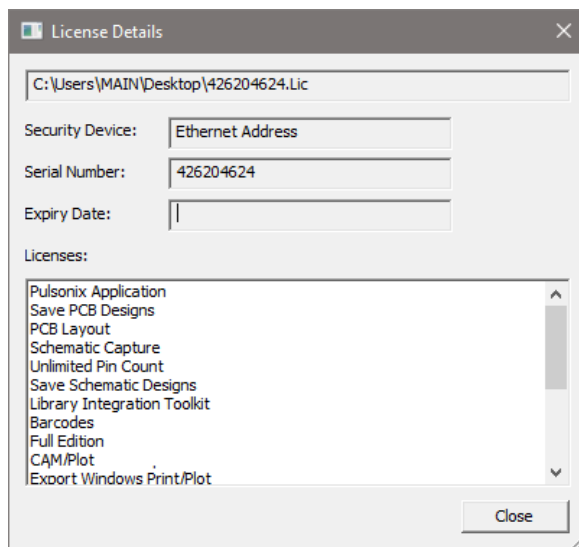 License Details
C:\Users\MAIN\Desktop\426204624.Lic
Security Device: Ethernet Address
Serial Number: 426204624
Expiry Date:
Licenses:
Pulsonix Application
Save PCB Designs
PCB Layout
Schematic Capture
Unlimited Pin Count
Save Schematic Designs
Library Integration Toolkit
Barcodes
Full Edition
CAM/Plot
Export Windows Print/Plot
Close